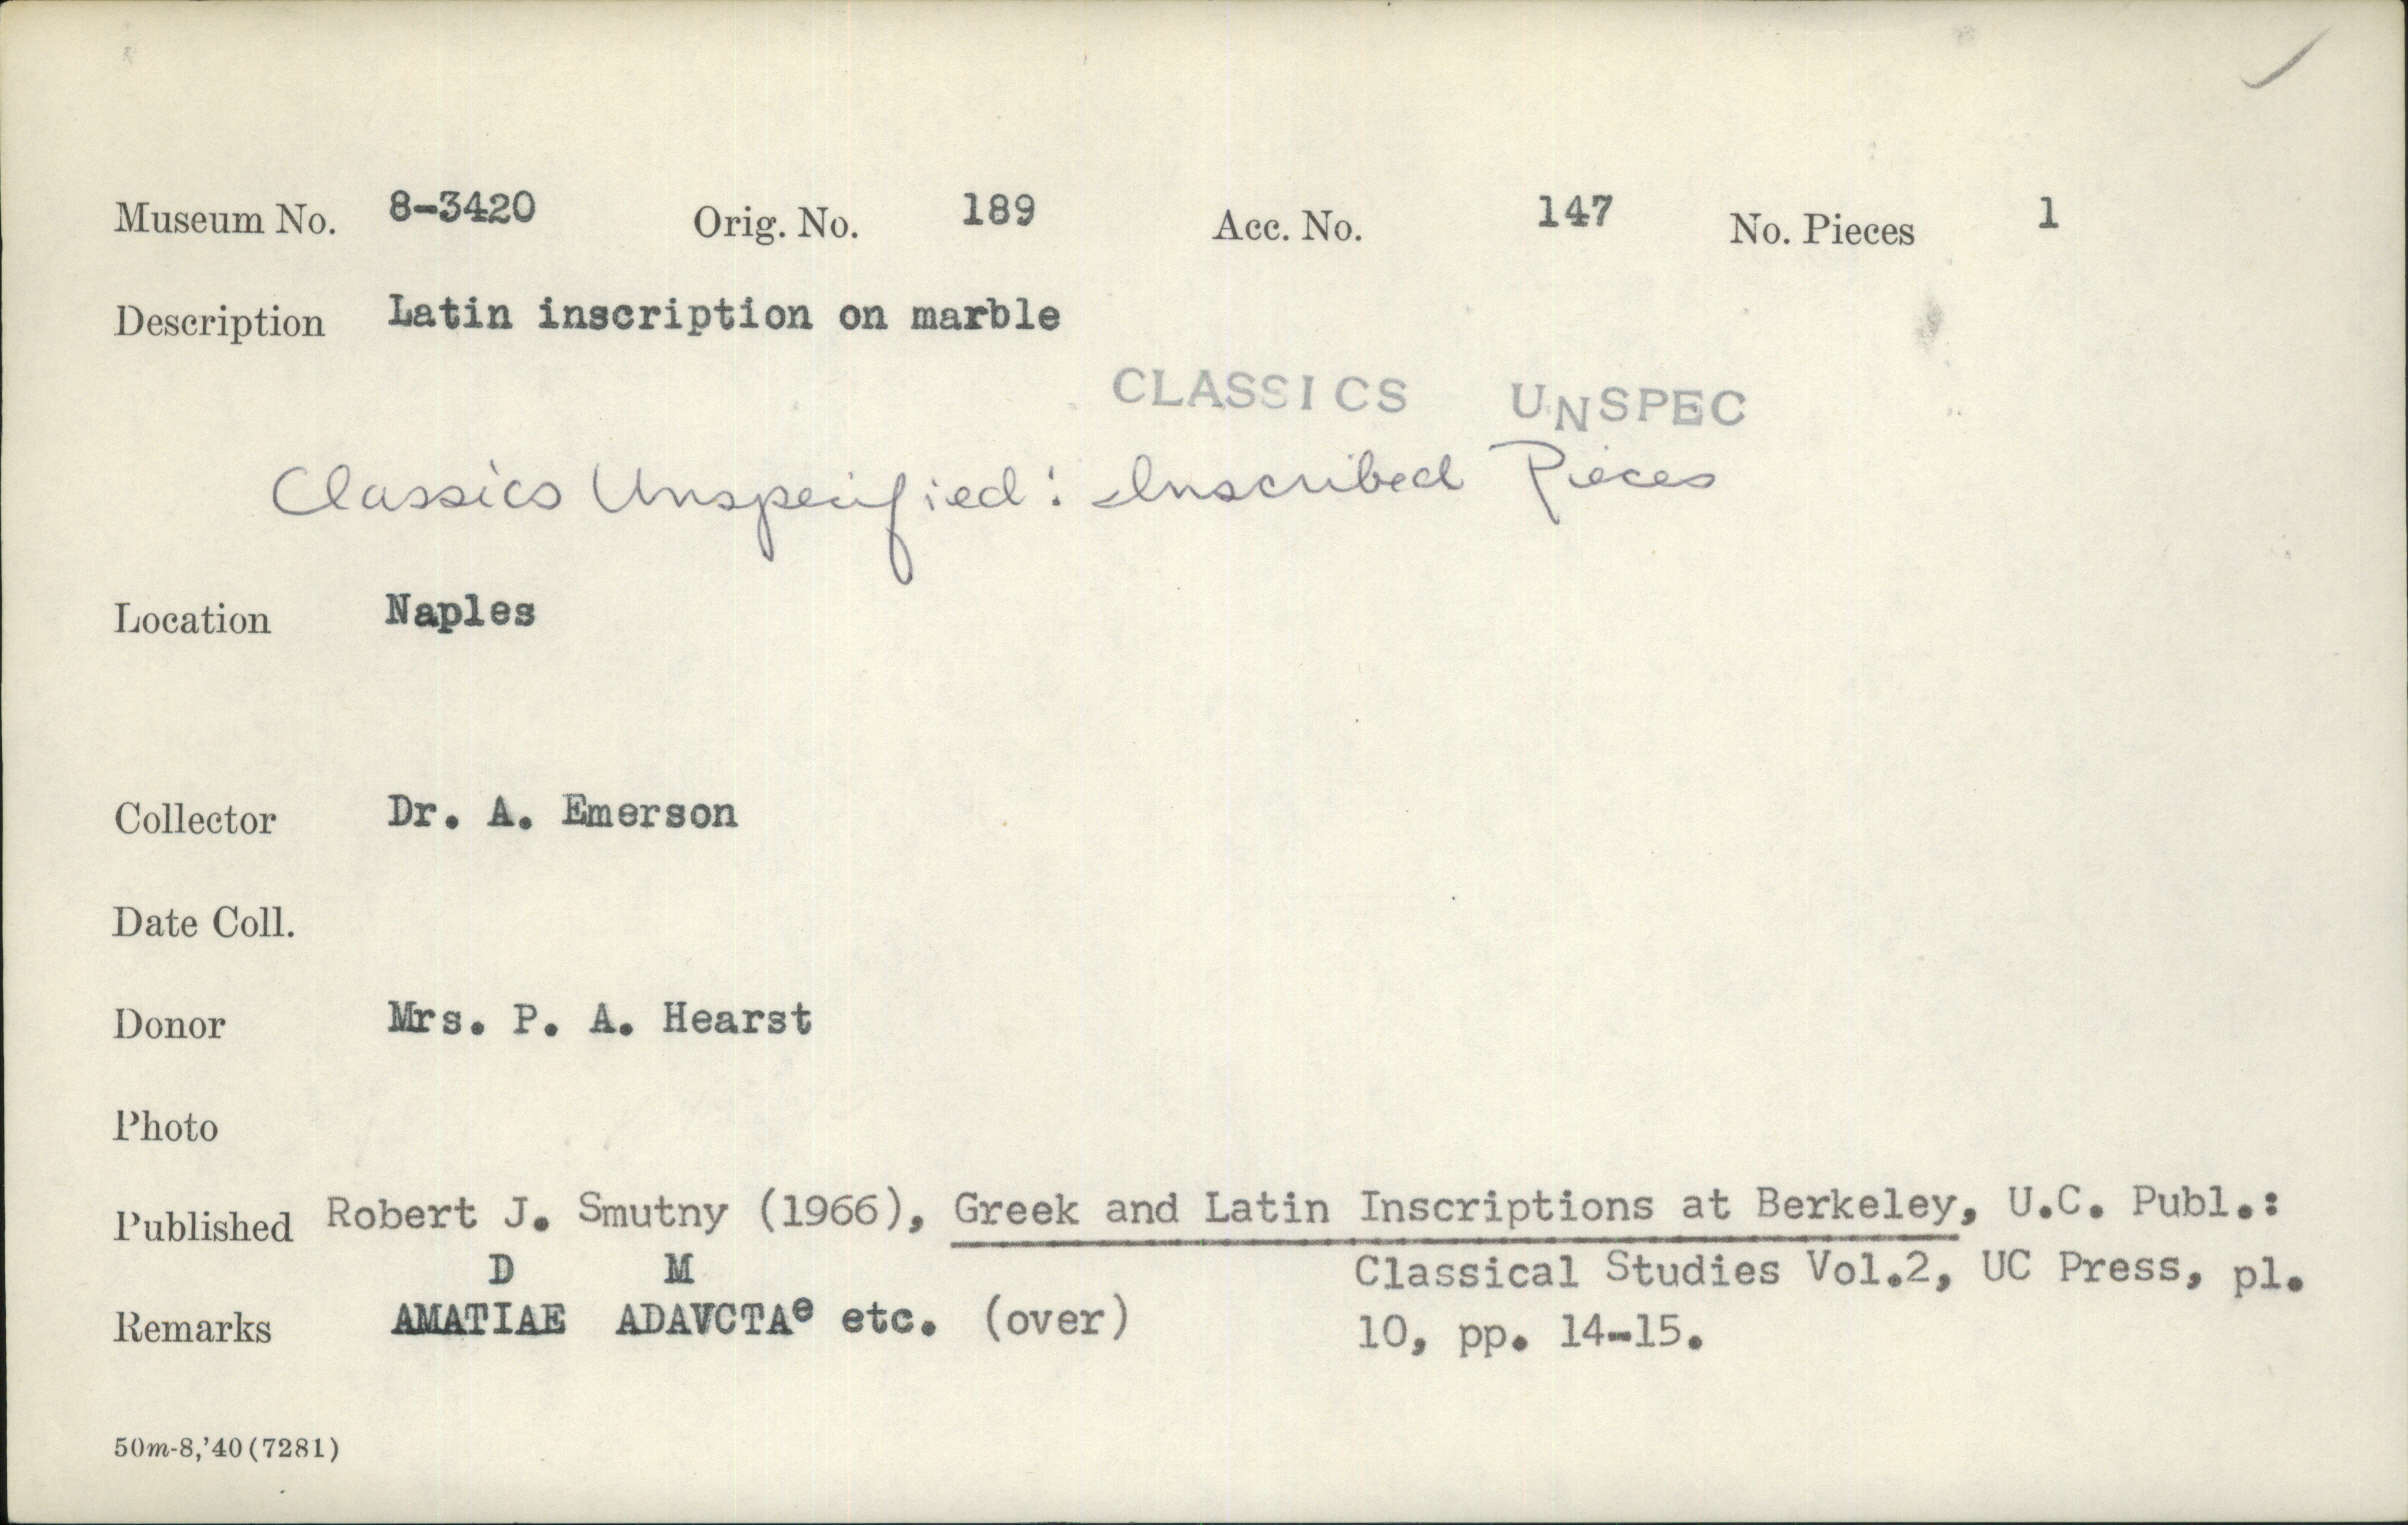 Museum No. 8-3420 Orig. No. 189 Acc. No. 147 No. Pieces 1
Description Latin inscription on marble
CLASSICS UNSPEC
Classics Unspecified: Inscribed Pieces
Location Naples
Collector Dr. A. Emerson
Date Coll.
Donor Mrs. P. A. Hearst
Photo
Published Robert J. Smutny (1966), Greek and Latin Inscriptions at Berkeley, U.C. Publ.:
D M Classical Studies Vol.2, UC Press, pl.
Remarks AMATIAE ADAVCTAe etc. (over) 10, pp. 14-15.
50m-8,'40(7281)